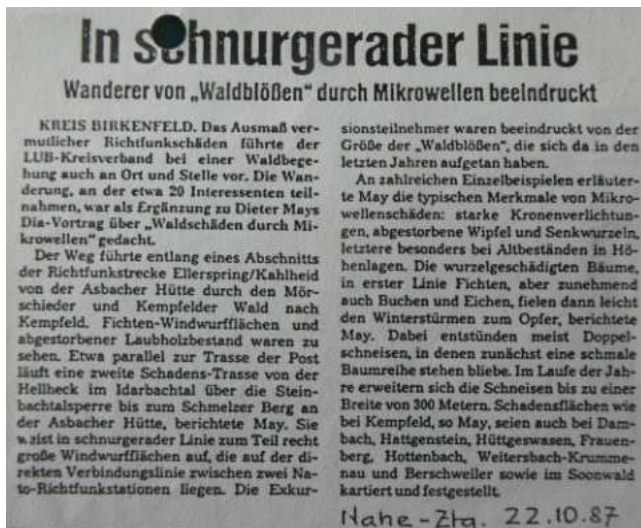 In schnurgerader Linie
Wanderer von „Waldblößen“ durch Mikrowellen beeindruckt
KREIS BIRKENFELD. Das Ausmaß ver-
mutlicher Richtfunkschäden führte der
LUB-Kreisverband bei einer Waldbege-
hung auch an Ort und Stelle vor. Die Wan-
derung, an der etwa 20 Interessenten teil-
nahmen, war als Ergänzung zu Dieter Mays
Dia-Vortrag über „Waldschäden durch Mi-
krowellen“ gedacht.
Der Weg führte entlang eines Abschnitts
der Richtfunkstrecke Ellerspring/Kahlheid
von der Asbacher Hütte durch den Mör-
schieder und Kempfelder Wald nach
Kempfeld. Fichten-Windwurfflächen und
abgestorbener Laubholzbestand waren zu
sehen. Etwa parallel zur Trasse der Post
läuft eine zweite Schadens-Trasse von der
Hellheck im Idarbachtal über die Stein-
bachtalsperre bis zum Schmelzer Berg an
der Asbacher Hütte, berichtete May. Sie
weist in schnurgerader Linie zum Teil recht
große Windwurfflächen auf, die auf der di-
rekten Verbindungslinie zwischen zwei Na-
to-Richtfunkstationen liegen. Die Exkur-
sionsteilnehmer waren beeindruckt von der
Größe der „Waldblößen“, die sich da in den
letzten Jahren aufgetan haben.
An zahlreichen Einzelbeispielen erläuter-
te May die typischen Merkmale von Mikro-
wellenschäden: starke Kronenverlichtun-
gen, abgestorbene Wipfel und Senkwurzeln,
letztere besonders bei Altbeständen in Hö-
henlagen. Die wurzelgeschädigten Bäume,
in erster Linie Fichten, aber zunehmend
auch Buchen und Eichen, fielen dann leicht
den Winterstürmen zum Opfer, berichtete
May. Dabei entstünden meist Doppel-
schneisen, in denen zunächst eine schmale
Baumreihe stehen bliebe. Im Laufe der Jah-
re erweitern sich die Schneisen bis zu einer
Breite von 300 Metern. Schadensflächen wie
bei Kempfeld, so May, seien auch bei Dam-
bach, Hattgenstein, Hüttgeswasen, Frauen-
berg, Hottenbach, Weitersbach-Krumme-
nau und Berschweiler sowie im Soonwald
kartiert und festgestellt.
Nahe-Ztg. 22.10.87